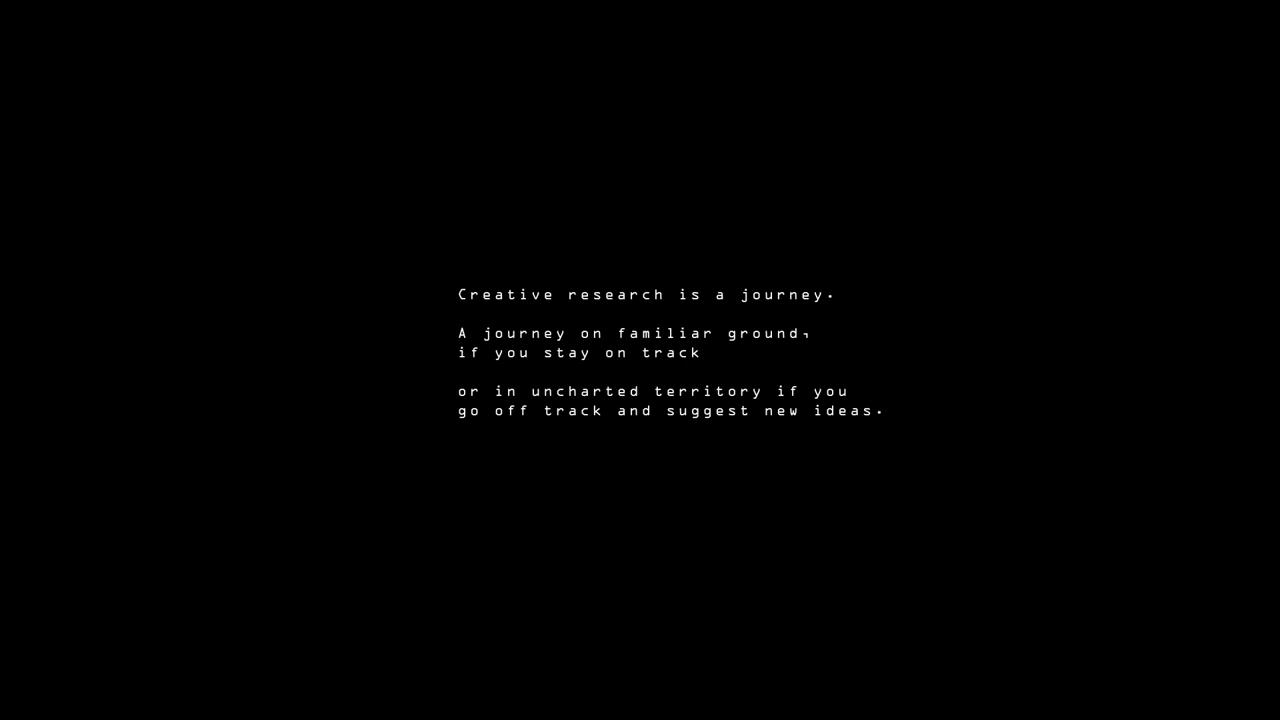 Creative research is a journey.
A journey on familiar ground,
if you stay on track
or in uncharted territory if you
go off track and suggest new ideas.